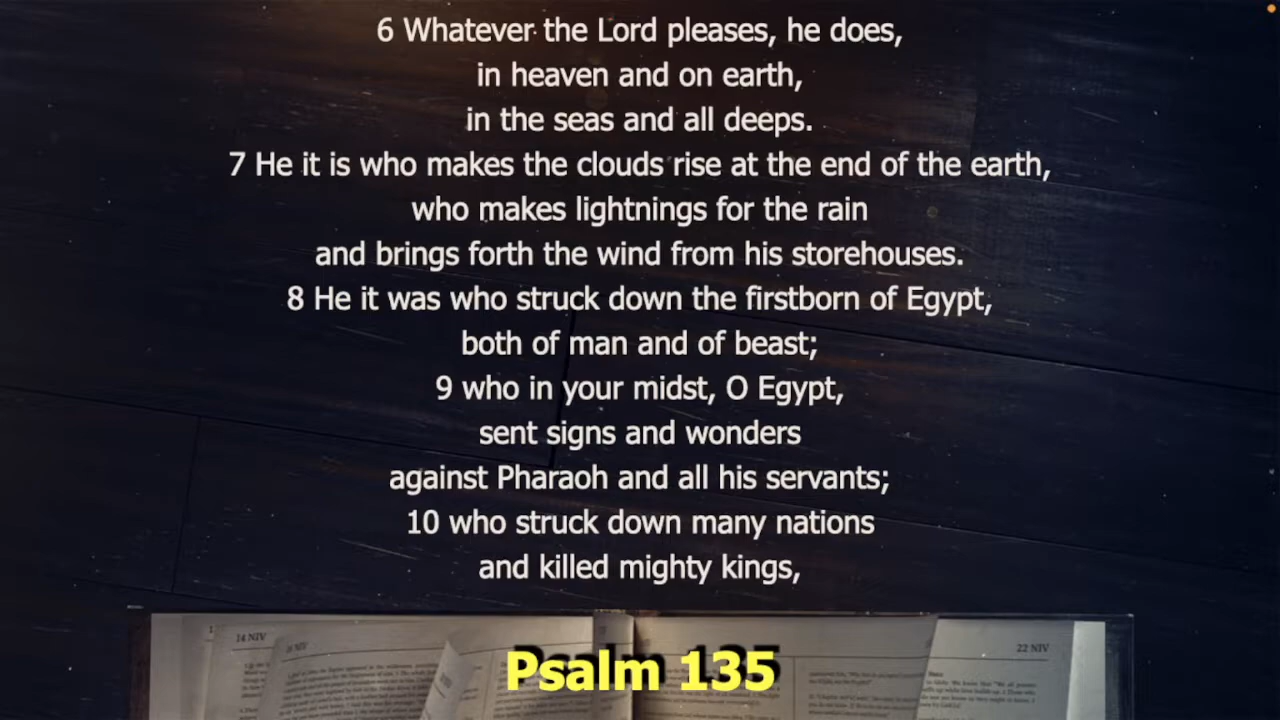 6 Whatever the Lord pleases, he does,
in heaven and on earth,
in the seas and all deeps.
7 He it is who makes the clouds rise at the end of the earth,
who makes lightnings for the rain
and brings forth the wind from his storehouses.
8 He it was who struck down the firstborn of Egypt,
both of man and of beast;
9 who in your midst, O Egypt,
sent signs and wonders
against Pharaoh and all his servants;
10 who struck down many nations
and killed mighty kings,
14 NIV
22 NIV
Psalm 135